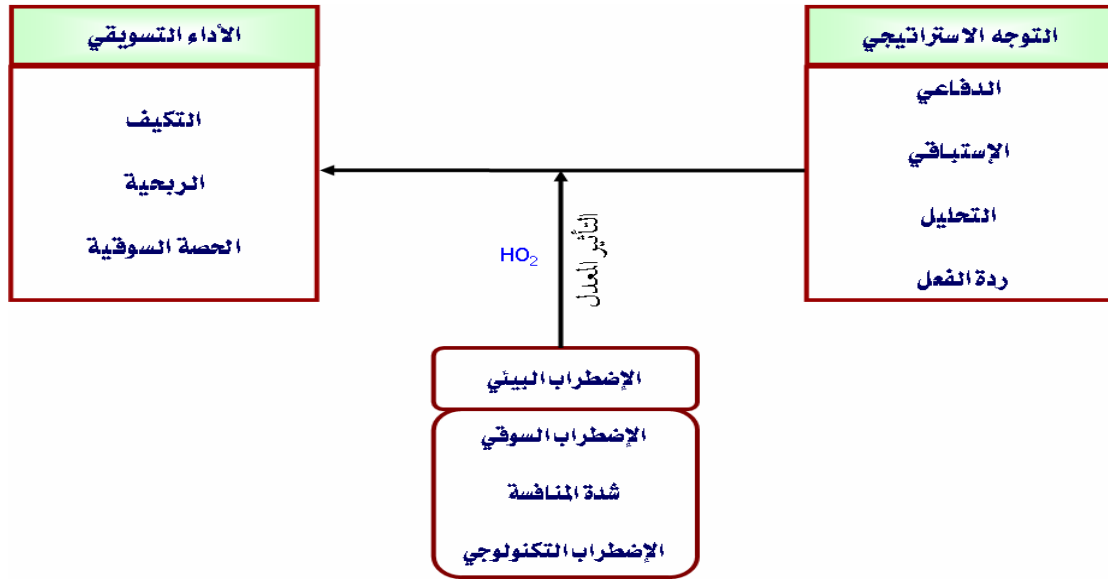 التوجه الاستراتيجي
الدفاعي
الإستباقي
التحليل
ردة الفعل
الأداء التسويقي
التكيف
الربحية
الحصة السوقية
التأثير المعدل
HO₂
الإضطراب البيئي
الإضطراب السوقي
شدة المنافسة
الإضطراب التكنولوجي